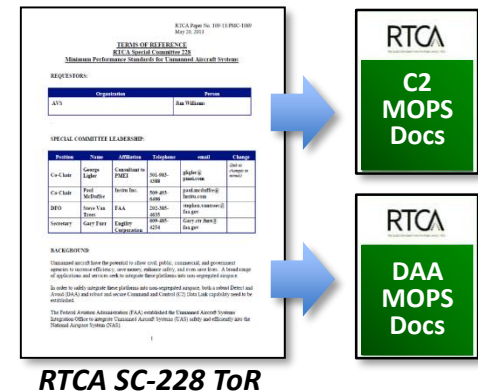 RTCA Paper No. 109-13/PMC-1089
May 20, 2013
TERMS OF REFERENCE
RTCA Special Committee 228
Minimum Performance Standards for Unmanned Aircraft Systems
REQUESTORS:
Organization Person
AVS Jim Williams
SPECIAL COMMITTEE LEADERSHIP:
Position Name Affiliation Telephone email Change
Co-Chair George Ligler Consultant to PMEI
Co-Chair Paul McDuffee Insitu Inc.
DFO Steve Van Trees FAA
Secretary Gary Furr Engility Corporation
BACKGROUND:
Unmanned aircraft have the potential to allow civil, public, commercial, and government
agencies to increase efficiency, save money, enhance safety, and even save lives. A broad range
of applications and services seek to integrate these platforms into non-segregated airspace.
In order to safely integrate these platforms into non-segregated airspace, both a robust Detect and
Avoid (DAA) and robust and secure Command and Control (C2) Data Link capability need to be
established.
The Federal Aviation Administration (FAA) established the Unmanned Aircraft Systems
Integration Office to integrate Unmanned Aircraft Systems (UAS) safely and efficiently into the
National Airspace System (NAS).
1
RTCA SC-228 ToR
RTCA
C2
MOPS
Docs
RTCA
DAA
MOPS
Docs